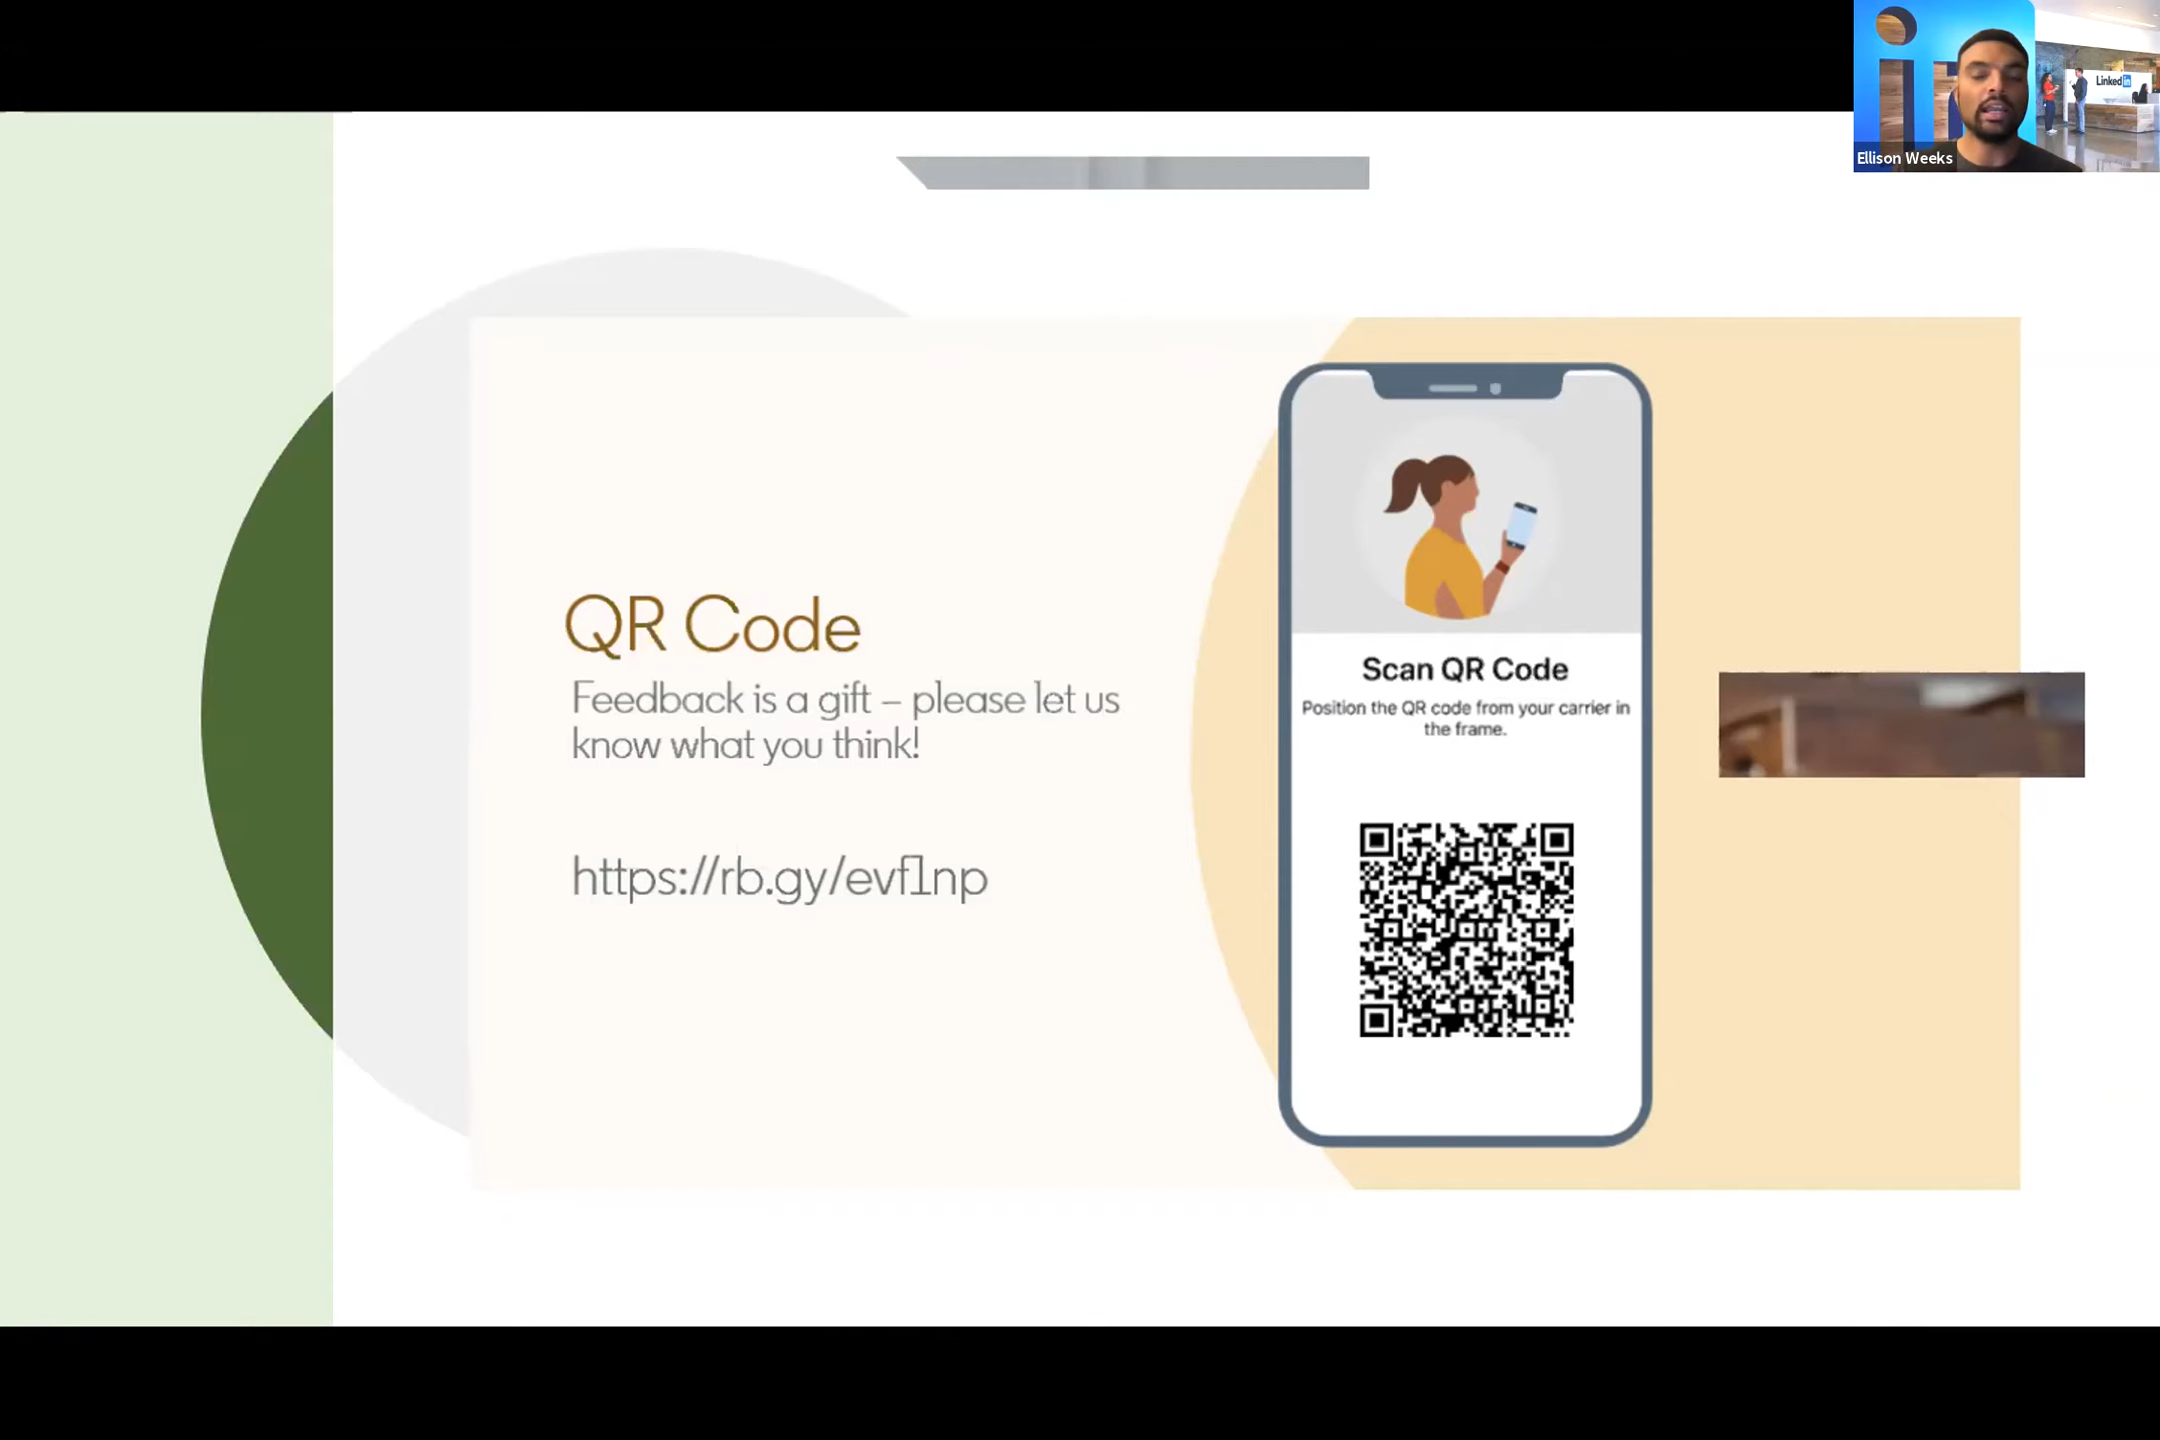 Linked in
Ellison Weeks
QR Code
Feedback is a gift – please let us
know what you think!
https://rb.gy/evf1np
Scan QR Code
Position the QR code from your carrier in
the frame.